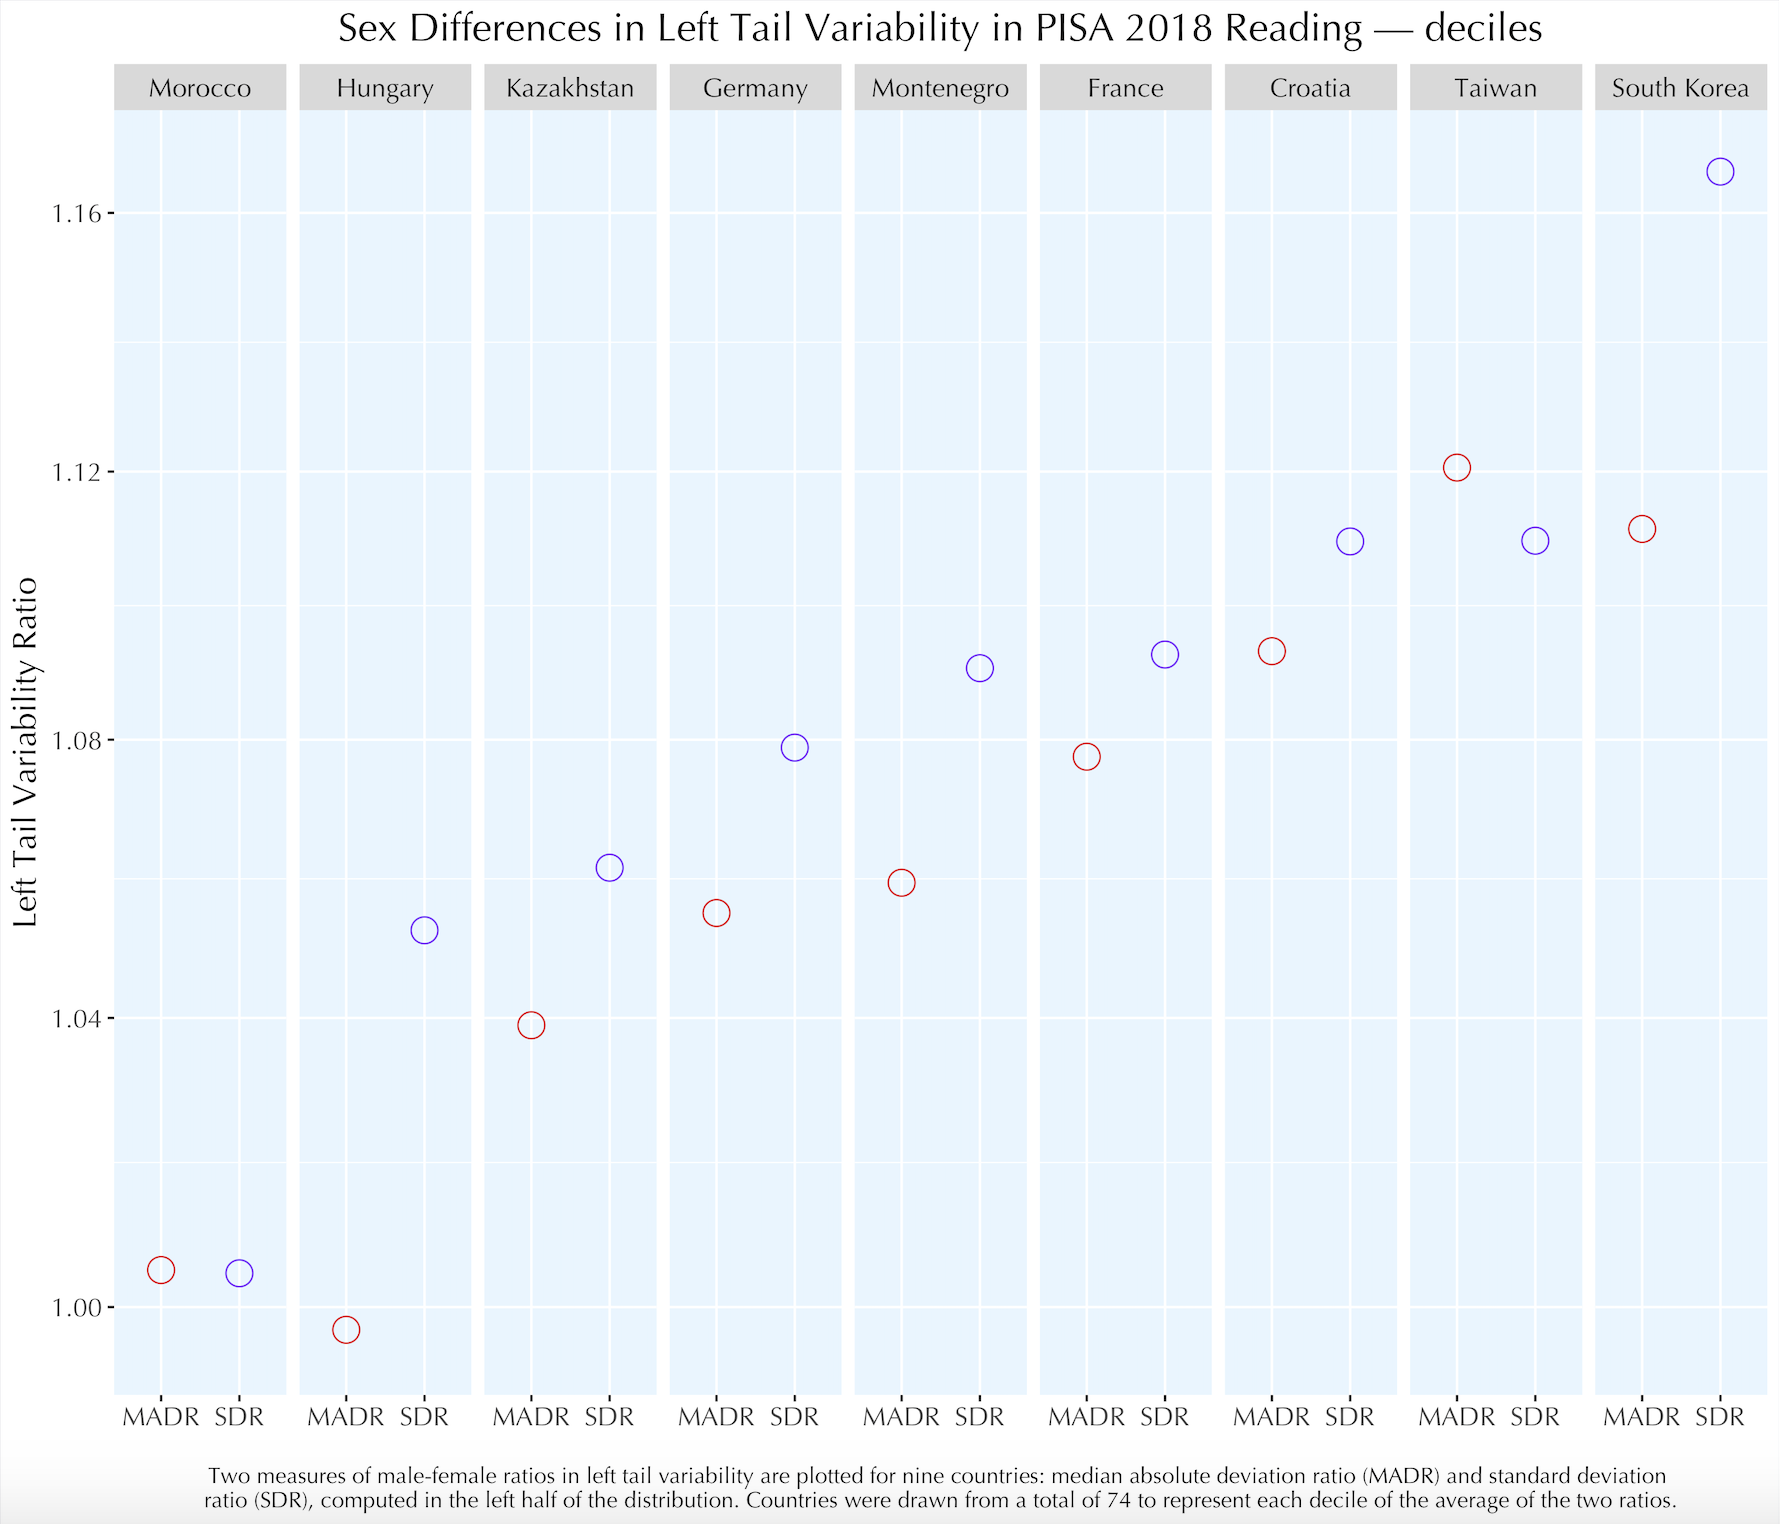 Sex Differences in Left Tail Variability in PISA 2018 Reading — deciles
Morocco
Hungary
Kazakhstan
Germany
Montenegro
France
Croatia
Taiwan
South Korea
Left Tail Variability Ratio
1.16
1.12
1.08
1.04
1.00
MADR SDR
MADR SDR
MADR SDR
MADR SDR
MADR SDR
MADR SDR
MADR SDR
MADR SDR
MADR SDR
Two measures of male-female ratios in left tail variability are plotted for nine countries: median absolute deviation ratio (MADR) and standard deviation
ratio (SDR), computed in the left half of the distribution. Countries were drawn from a total of 74 to represent each decile of the average of the two ratios.